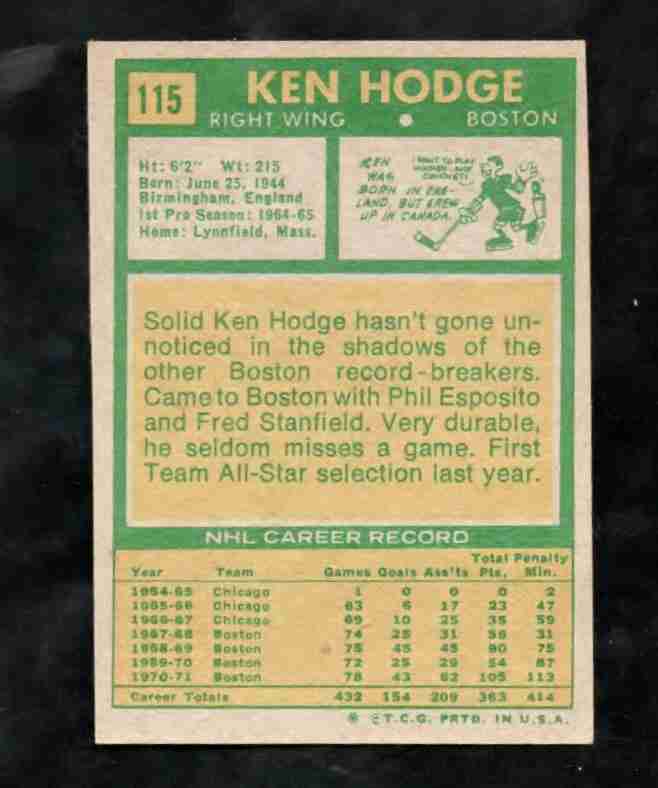 115
KEN HODGE
RIGHT WING • BOSTON
Ht: 6'2" Wt: 215
Born: June 25, 1944
Birmingham, England
1st Pro Season: 1964-65
Home: Lynnfield, Mass.
KEN
WAS
BORN IN ENG-
LAND, BUT GREW
UP IN CANADA.
I WANT TO PLAY
HOCKEY, NOT
CRICKET!
Solid Ken Hodge hasn't gone un-
noticed in the shadows of the
other Boston record-breakers.
Came to Boston with Phil Esposito
and Fred Stanfield. Very durable,
he seldom misses a game. First
Team All-Star selection last year.
NHL CAREER RECORD
Total Penalty
Year Team Games Goals Ass'ts Pts. Min.
1964-65 Chicago 1 0 0 0 2
1965-66 Chicago 63 6 17 23 47
1966-67 Chicago 69 10 25 35 59
1967-68 Boston 74 25 31 56 31
1968-69 Boston 75 45 45 90 75
1969-70 Boston 72 25 29 54 87
1970-71 Boston 78 43 62 105 113
Career Totals 432 154 209 363 414
* © T.C.G. PRTD. IN U.S.A.